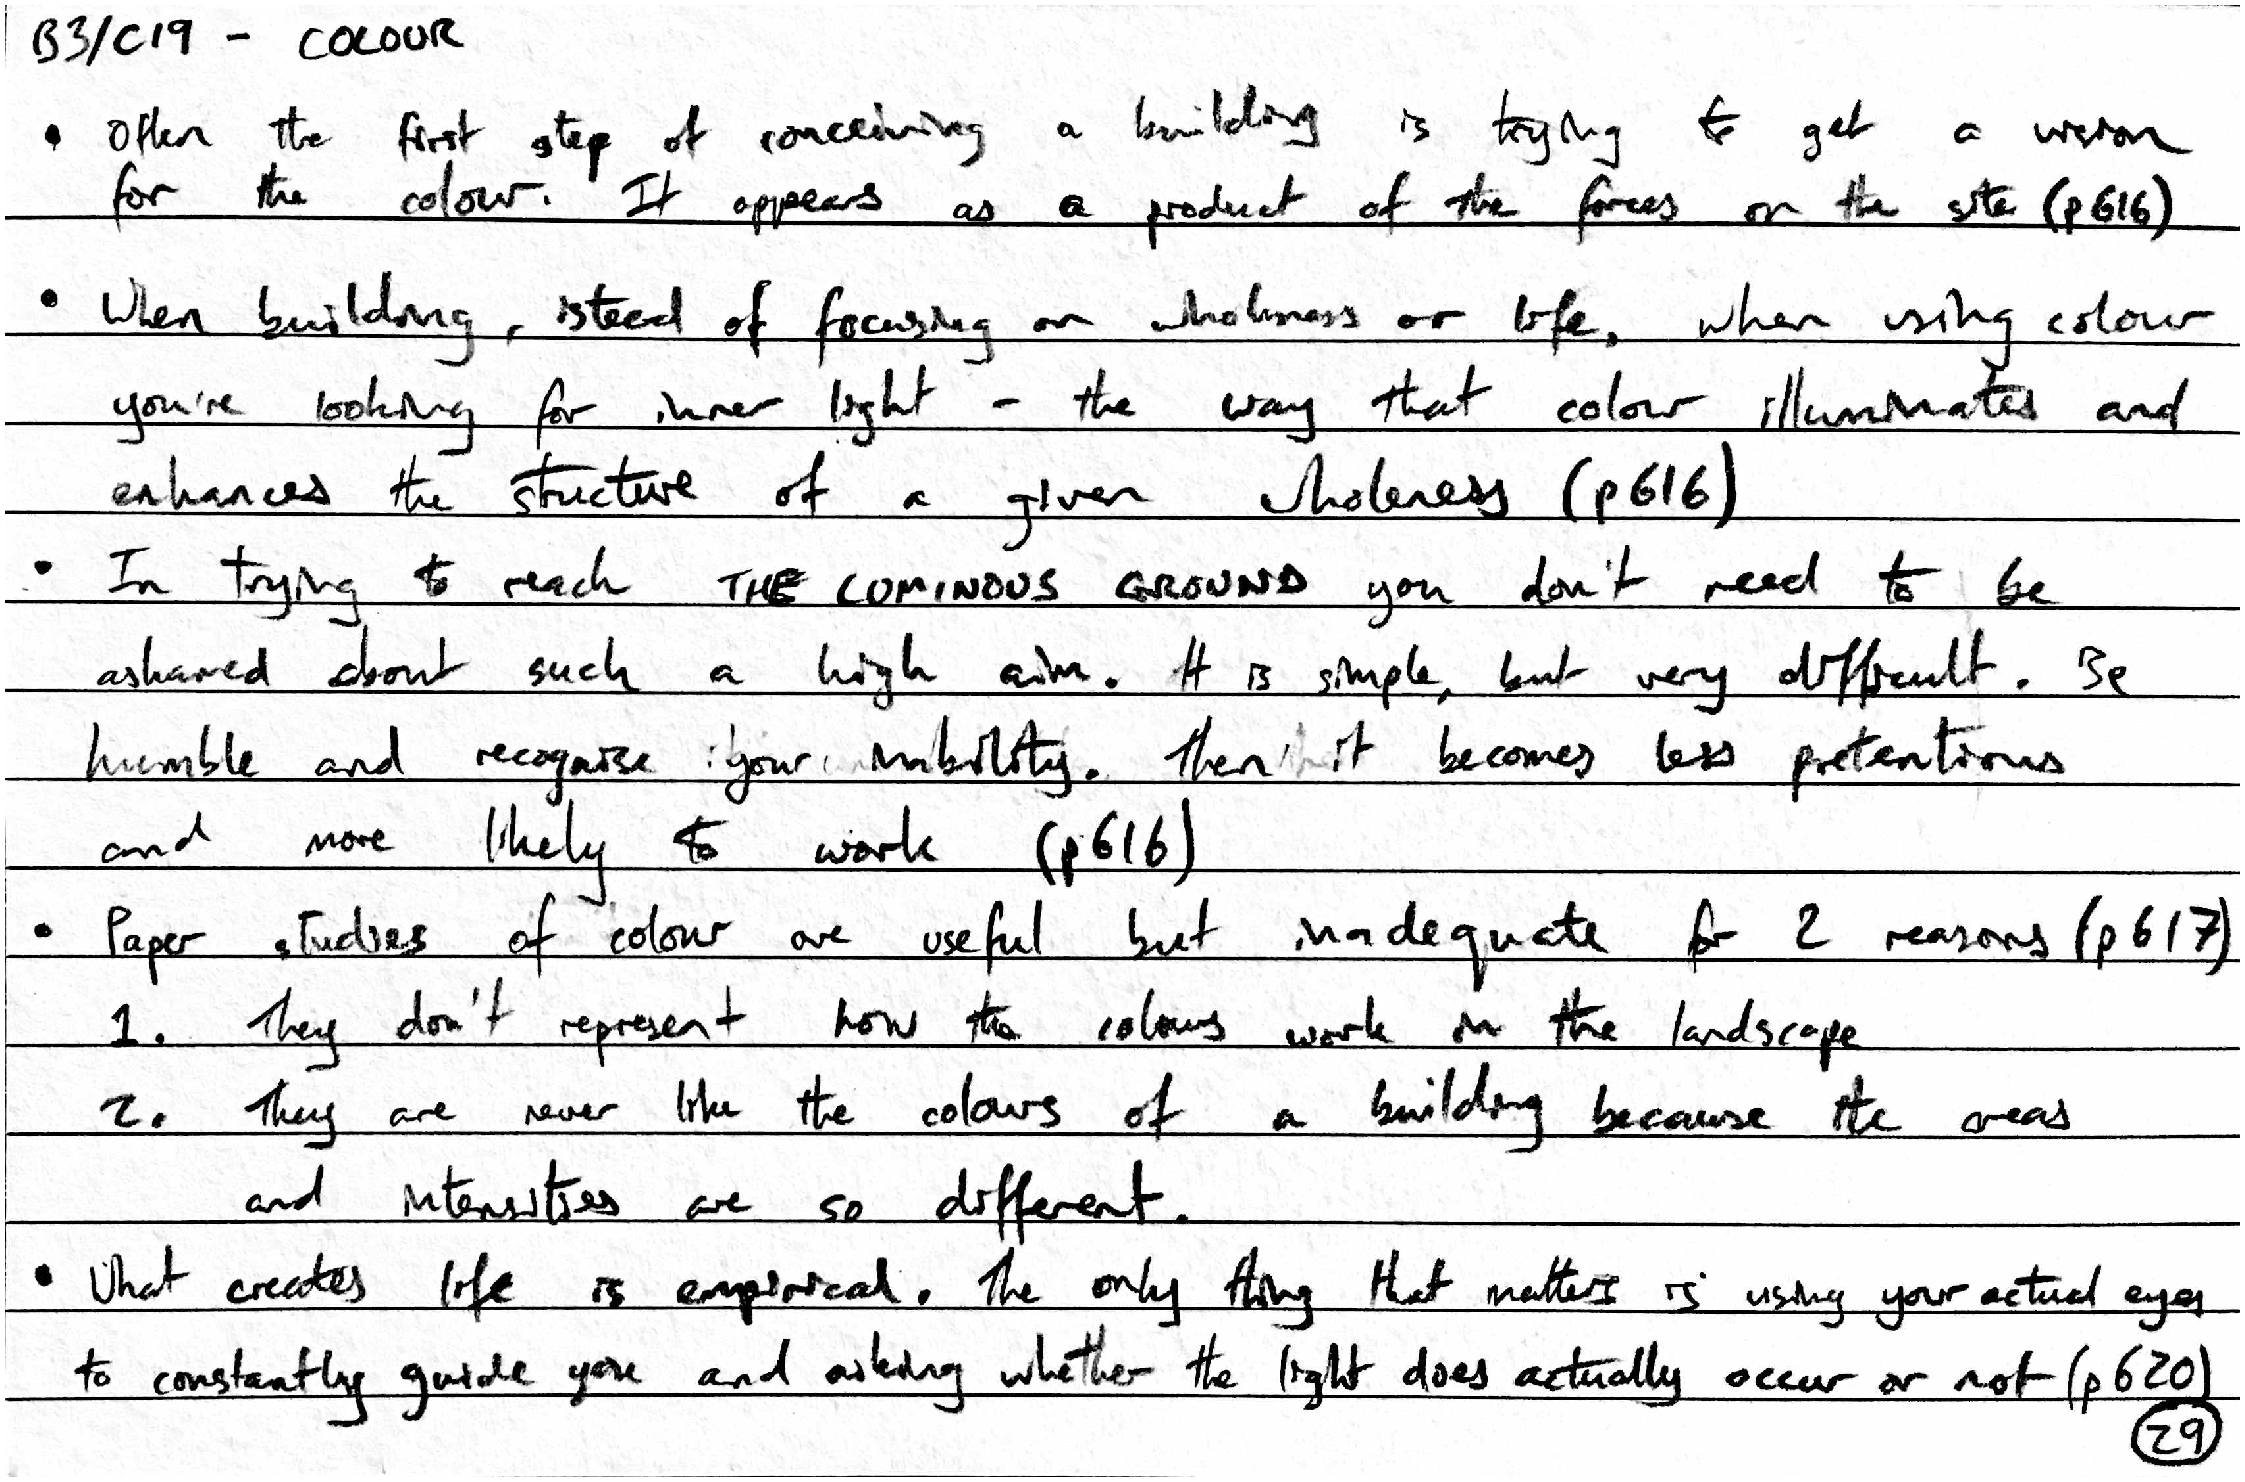 B3/C19 - COLOUR
• Often the first step of conceiving a building is trying to get a vision
for the colour. It appears as a product of the forces on the site (p616)
• When building, istead of focusing on wholeness or life, when using colour
you're looking for inner light - the way that colour illuminates and
enhances the structure of a given wholeness (p616)
• In trying to reach THE LUMINOUS GROUND you don't need to be
ashamed about such a high aim. It is simple, but very difficult. Be
humble and recognise your inability. Then it becomes less pretentious
and more likely to work (p616)
• Paper studies of colour are useful but inadequate for 2 reasons (p617)
1. They don't represent how the colours work in the landscape
2. They are never like the colours of a building because the areas
and intensities are so different.
• What creates life is empirical. The only thing that matters is using your actual eyes
to constantly guide you and asking whether the light does actually occur or not (p620)
29